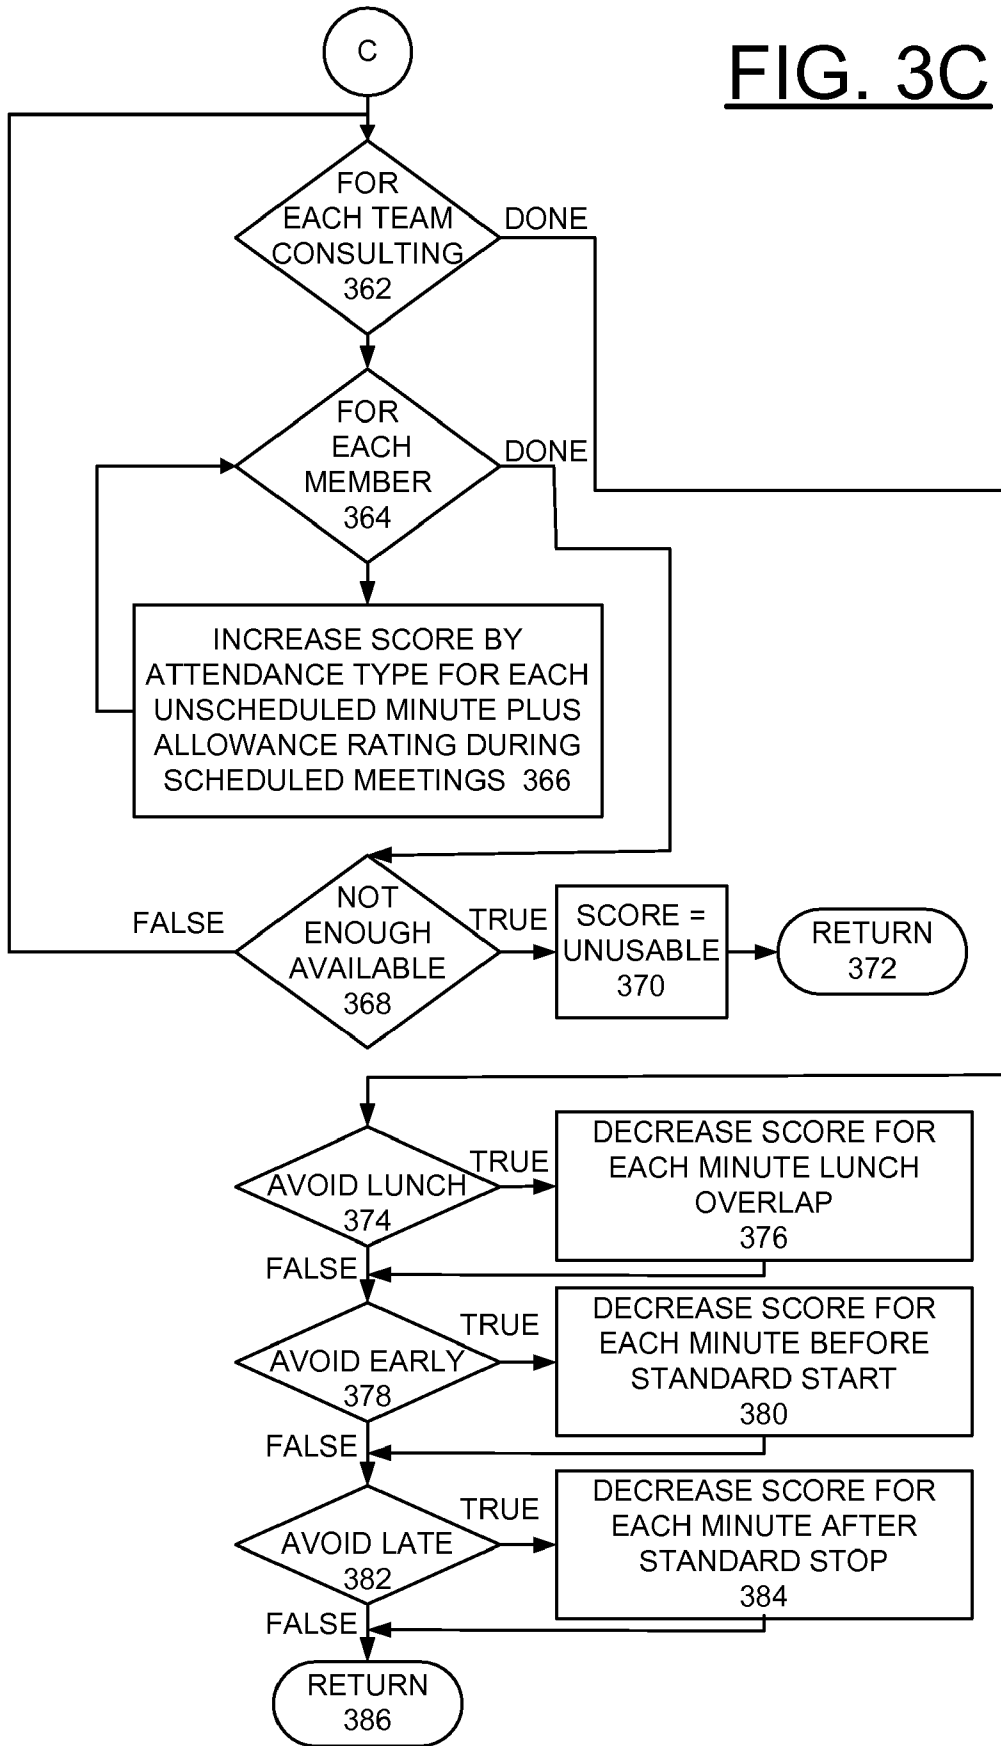 C
FIG. 3C
FOR
EACH TEAM
CONSULTING
362
DONE
FOR
EACH
MEMBER
364
DONE
INCREASE SCORE BY
ATTENDANCE TYPE FOR EACH
UNSCHEDULED MINUTE PLUS
ALLOWANCE RATING DURING
SCHEDULED MEETINGS 366
FALSE
NOT
ENOUGH
AVAILABLE
368
TRUE
SCORE =
UNUSABLE
370
RETURN
372
AVOID LUNCH
374
TRUE
DECREASE SCORE FOR
EACH MINUTE LUNCH
OVERLAP
376
FALSE
AVOID EARLY
378
TRUE
DECREASE SCORE FOR
EACH MINUTE BEFORE
STANDARD START
380
FALSE
AVOID LATE
382
TRUE
DECREASE SCORE FOR
EACH MINUTE AFTER
STANDARD STOP
384
FALSE
RETURN
386